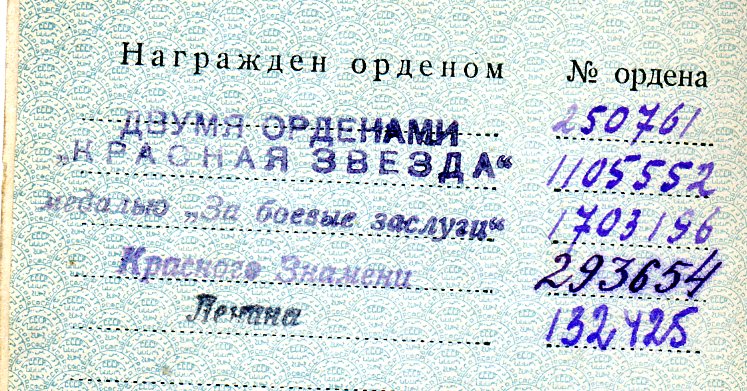 Награжден орденом № ордена
ДВУМЯ ОРДЕНАМИ 250761
„КРАСНАЯ ЗВЕЗДА“ 1105552
медалью „За боевые заслуги“ 1703196
Красного Знамени 293654
Ленина 132425